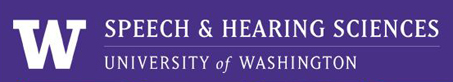 W
SPEECH & HEARING SCIENCES
UNIVERSITY of WASHINGTON